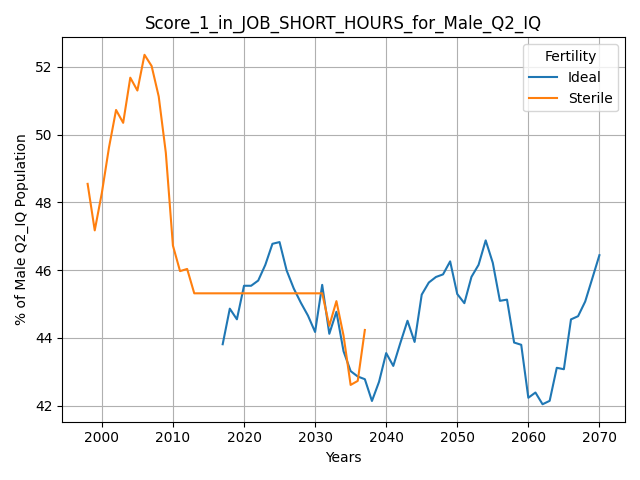 Score_1_in_JOB_SHORT_HOURS_for_Male_Q2_IQ
Fertility
Ideal
Sterile
% of Male Q2_IQ Population
52
50
48
46
44
42
2000 2010 2020 2030 2040 2050 2060 2070
Years